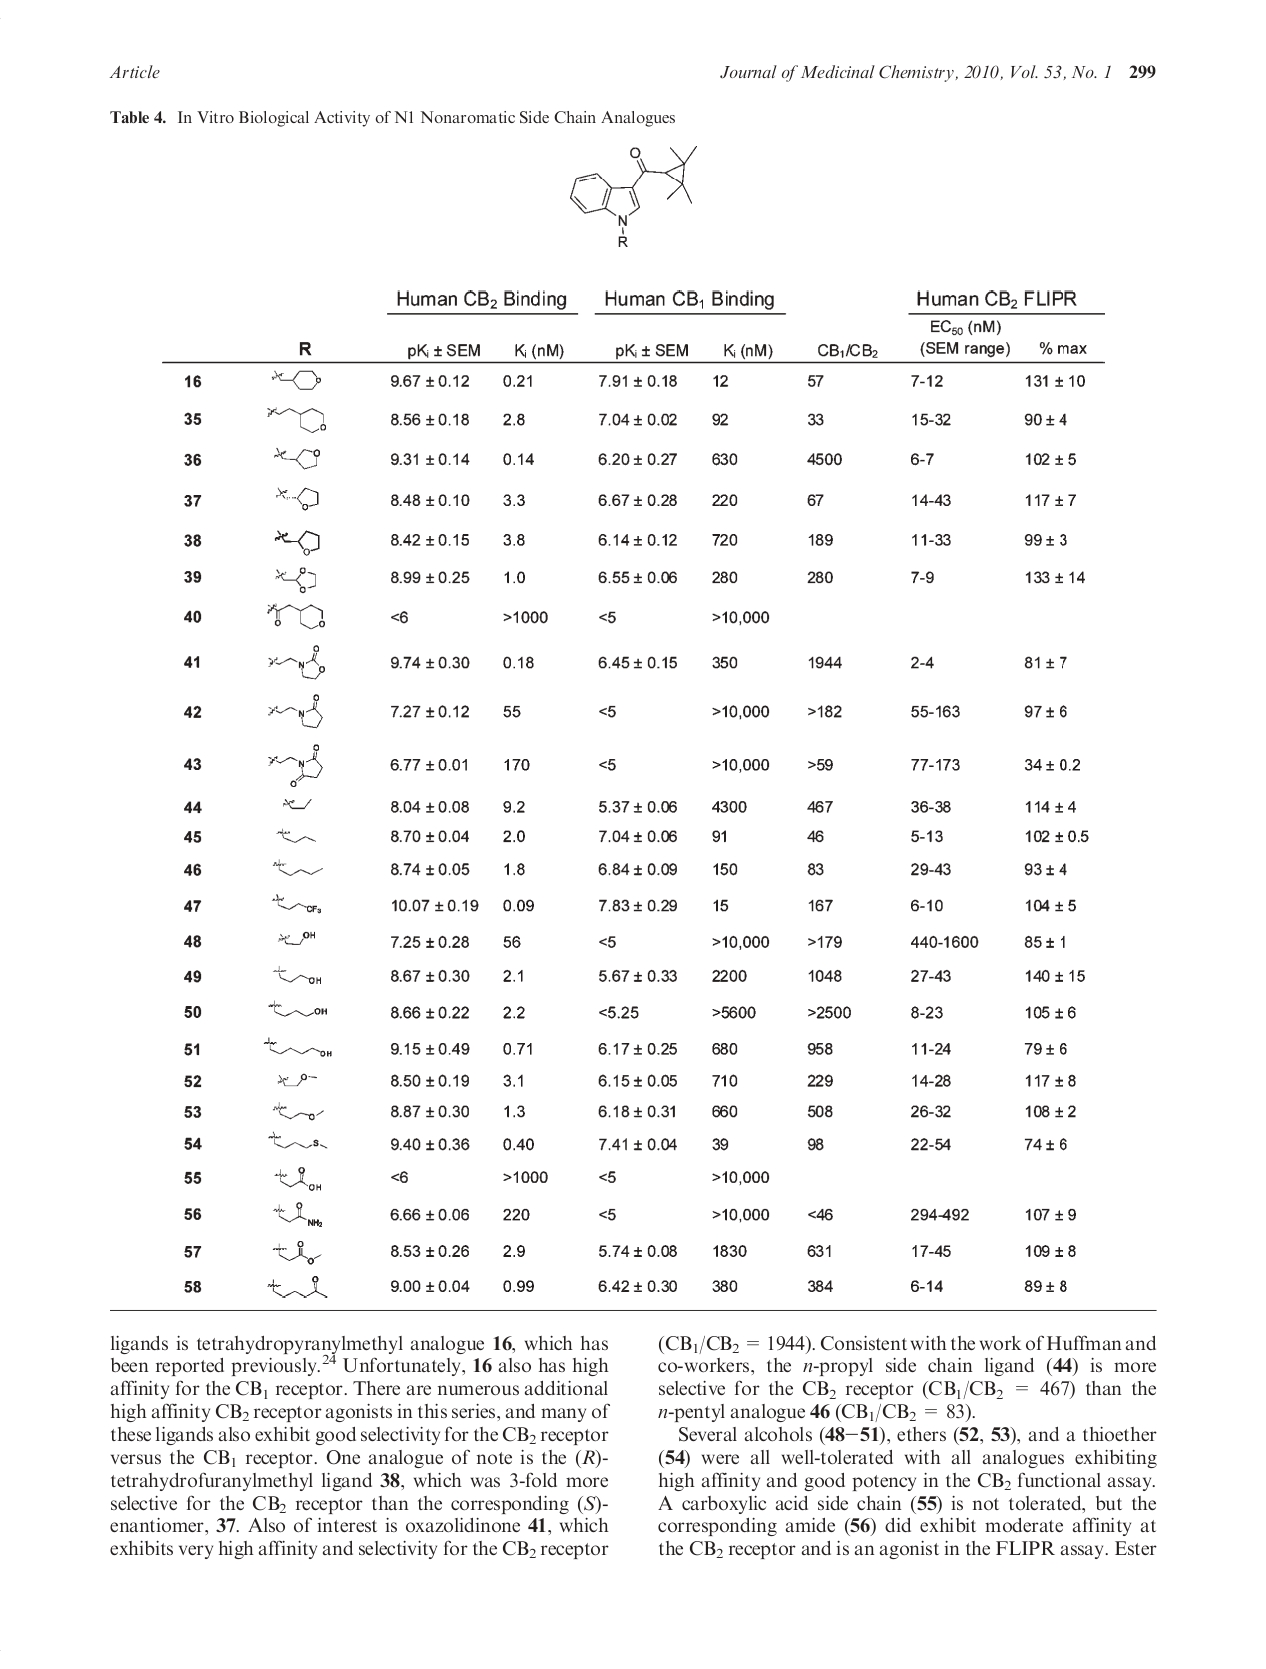 Article
Journal of Medicinal Chemistry, 2010, Vol. 53, No. 1 299
Table 4. In Vitro Biological Activity of N1 Nonaromatic Side Chain Analogues
O
N
R
Human CB₂ Binding Human CB₁ Binding Human CB₂ FLIPR
EC₅₀ (nM)
R pKᵢ ± SEM Kᵢ (nM) pKᵢ ± SEM Kᵢ (nM) CB₁/CB₂ (SEM range) % max
16 O 9.67 ± 0.12 0.21 7.91 ± 0.18 12 57 7-12 131 ± 10
35 O 8.56 ± 0.18 2.8 7.04 ± 0.02 92 33 15-32 90 ± 4
36 O 9.31 ± 0.14 0.14 6.20 ± 0.27 630 4500 6-7 102 ± 5
37 O 8.48 ± 0.10 3.3 6.67 ± 0.28 220 67 14-43 117 ± 7
38 O 8.42 ± 0.15 3.8 6.14 ± 0.12 720 189 11-33 99 ± 3
39 O O 8.99 ± 0.25 1.0 6.55 ± 0.06 280 280 7-9 133 ± 14
40 O O <6 >1000 <5 >10,000
41 N O O 9.74 ± 0.30 0.18 6.45 ± 0.15 350 1944 2-4 81 ± 7
42 N O 7.27 ± 0.12 55 <5 >10,000 >182 55-163 97 ± 6
43 N O O 6.77 ± 0.01 170 <5 >10,000 >59 77-173 34 ± 0.2
44 8.04 ± 0.08 9.2 5.37 ± 0.06 4300 467 36-38 114 ± 4
45 8.70 ± 0.04 2.0 7.04 ± 0.06 91 46 5-13 102 ± 0.5
46 8.74 ± 0.05 1.8 6.84 ± 0.09 150 83 29-43 93 ± 4
47 CF₃ 10.07 ± 0.19 0.09 7.83 ± 0.29 15 167 6-10 104 ± 5
48 OH 7.25 ± 0.28 56 <5 >10,000 >179 440-1600 85 ± 1
49 OH 8.67 ± 0.30 2.1 5.67 ± 0.33 2200 1048 27-43 140 ± 15
50 OH 8.66 ± 0.22 2.2 <5.25 >5600 >2500 8-23 105 ± 6
51 OH 9.15 ± 0.49 0.71 6.17 ± 0.25 680 958 11-24 79 ± 6
52 O 8.50 ± 0.19 3.1 6.15 ± 0.05 710 229 14-28 117 ± 8
53 O 8.87 ± 0.30 1.3 6.18 ± 0.31 660 508 26-32 108 ± 2
54 S 9.40 ± 0.36 0.40 7.41 ± 0.04 39 98 22-54 74 ± 6
55 O OH <6 >1000 <5 >10,000
56 O NH₂ 6.66 ± 0.06 220 <5 >10,000 <46 294-492 107 ± 9
57 O O 8.53 ± 0.26 2.9 5.74 ± 0.08 1830 631 17-45 109 ± 8
58 O 9.00 ± 0.04 0.99 6.42 ± 0.30 380 384 6-14 89 ± 8
ligands is tetrahydropyranylmethyl analogue 16, which has
been reported previously.²⁴ Unfortunately, 16 also has high
affinity for the CB₁ receptor. There are numerous additional
high affinity CB₂ receptor agonists in this series, and many of
these ligands also exhibit good selectivity for the CB₂ receptor
versus the CB₁ receptor. One analogue of note is the (R)-
tetrahydrofuranylmethyl ligand 38, which was 3-fold more
selective for the CB₂ receptor than the corresponding (S)-
enantiomer, 37. Also of interest is oxazolidinone 41, which
exhibits very high affinity and selectivity for the CB₂ receptor
(CB₁/CB₂ = 1944). Consistent with the work of Huffman and
co-workers, the n-propyl side chain ligand (44) is more
selective for the CB₂ receptor (CB₁/CB₂ = 467) than the
n-pentyl analogue 46 (CB₁/CB₂ = 83).
Several alcohols (48−51), ethers (52, 53), and a thioether
(54) were all well-tolerated with all analogues exhibiting
high affinity and good potency in the CB₂ functional assay.
A carboxylic acid side chain (55) is not tolerated, but the
corresponding amide (56) did exhibit moderate affinity at
the CB₂ receptor and is an agonist in the FLIPR assay. Ester